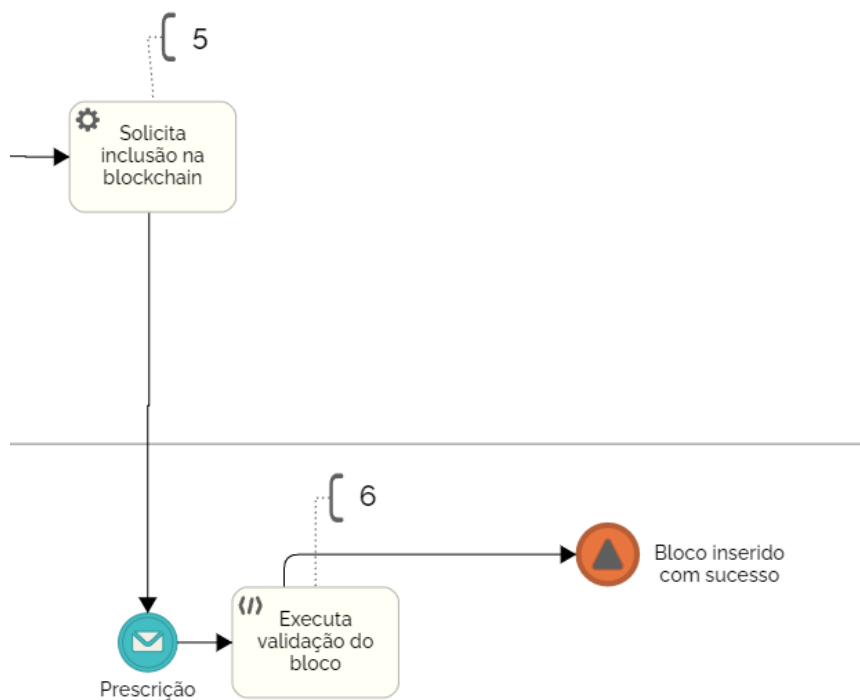 5
Solicita
inclusão na
blockchain
6
Bloco inserido
com sucesso
Executa
validação do
bloco
Prescrição